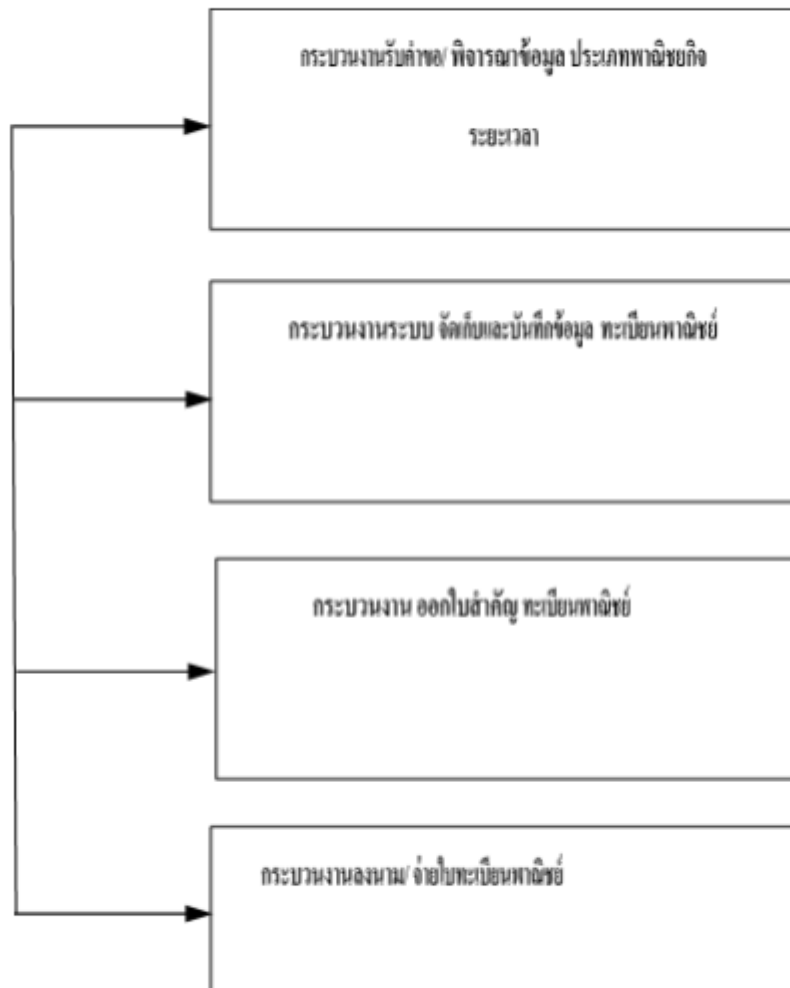 กระบวนงานรับคำขอ/ พิจารณาข้อมูล ประเภทพาณิชยกิจ
ระยะเวลา
กระบวนงานระบบ จัดเก็บและบันทึกข้อมูล ทะเบียนพาณิชย์
กระบวนงาน ออกใบสำคัญ ทะเบียนพาณิชย์
กระบวนงานลงนาม/ จ่ายใบทะเบียนพาณิชย์